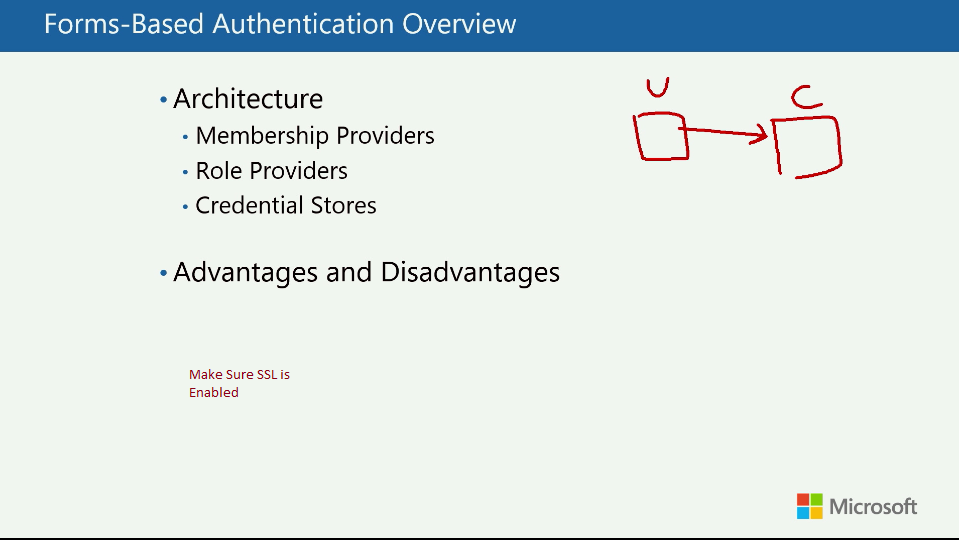 Forms-Based Authentication Overview
• Architecture
• Membership Providers
• Role Providers
• Credential Stores
• Advantages and Disadvantages
U
C
Make Sure SSL is
Enabled
Microsoft